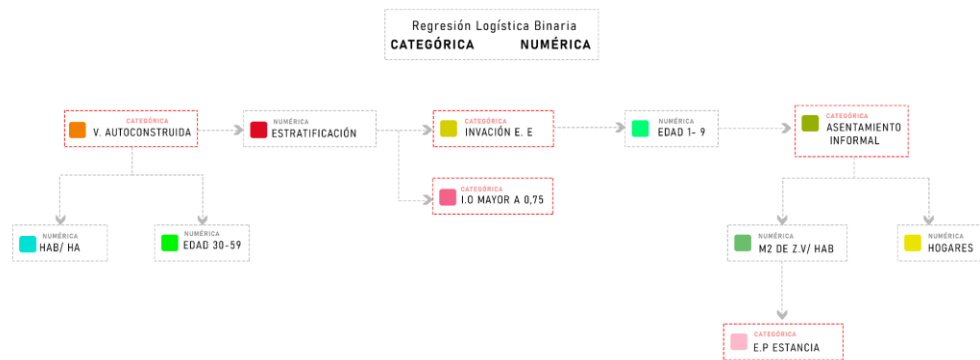 Regresión Logística Binaria
CATEGÓRICA NUMÉRICA
CATEGÓRICA
V. AUTOCONSTRUIDA
NUMÉRICA
ESTRATIFICACIÓN
CATEGÓRICA
INVACIÓN E. E
NUMÉRICA
EDAD 1- 9
CATEGÓRICA
ASENTAMIENTO
INFORMAL
CATEGÓRICA
I.O MAYOR A 0,75
NUMÉRICA
HAB/ HA
NUMÉRICA
EDAD 30-59
NUMÉRICA
M2 DE Z.V/ HAB
NUMÉRICA
HOGARES
CATEGÓRICA
E.P ESTANCIA